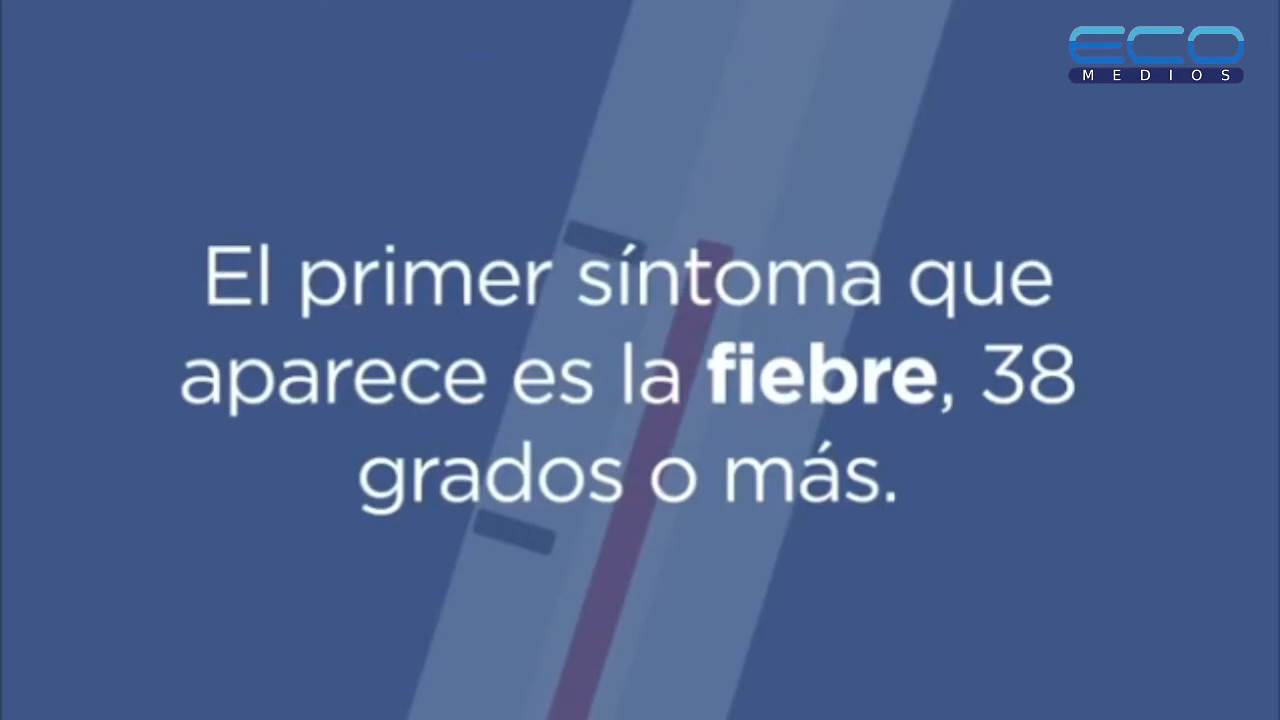 ECO
MEDIOS
El primer síntoma que
aparece es la fiebre, 38
grados o más.